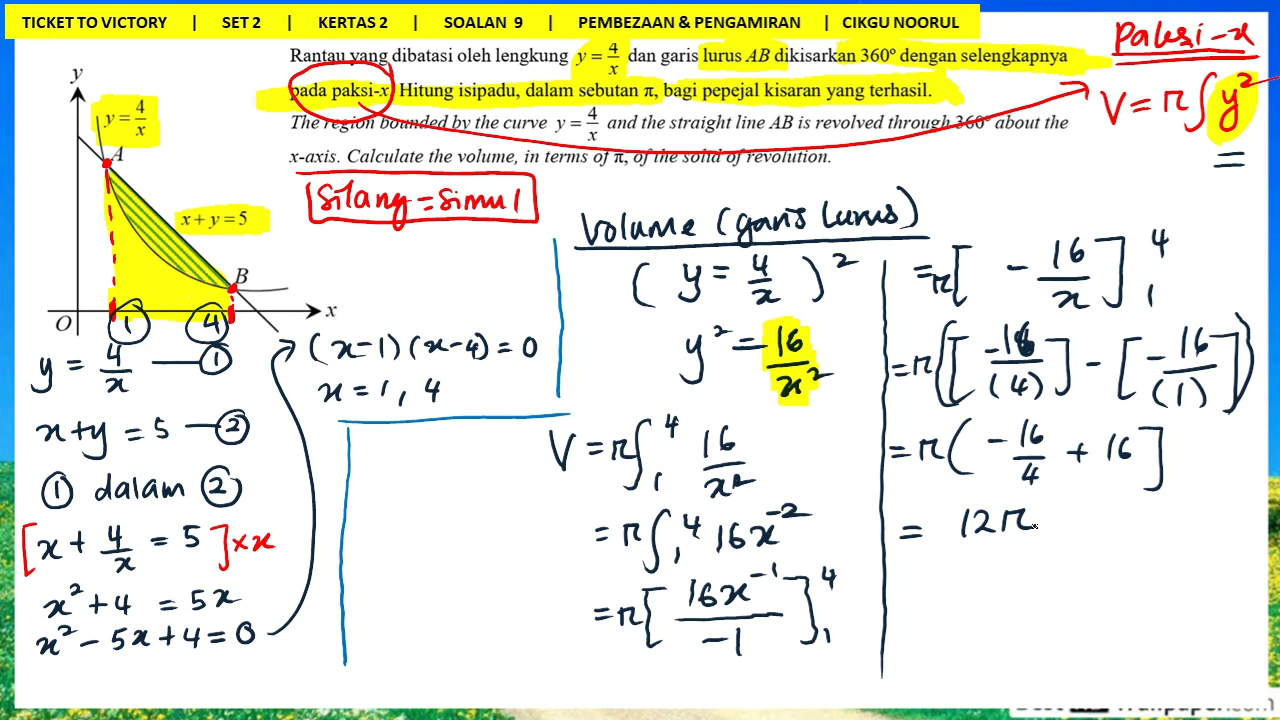 TICKET TO VICTORY | SET 2 | KERTAS 2 | SOALAN 9 | PEMBEZAAN & PENGAMIRAN | CIKGU NOORUL
Rantau yang dibatasi oleh lengkung y = 4/x dan garis lurus AB dikisarkan 360° dengan selengkapnya
pada paksi-x. Hitung isipadu, dalam sebutan π, bagi pepejal kisaran yang terhasil.
The region bounded by the curve y = 4/x and the straight line AB is revolved through 360° about the
x-axis. Calculate the volume, in terms of π, of the solid of revolution.
Paksi-x
V = π ∫ y²
=
Silang = Simul
y
y = 4/x
A
x + y = 5
B
O
1
4
x
y = 4/x — ①
x+y = 5 — ②
① dalam ②
[x + 4/x = 5] × x
x² + 4 = 5x
x² - 5x + 4 = 0
(x-1)(x-4) = 0
x = 1, 4
Volume (garis lurus)
(y = 4/x)²
y² = 16/x²
V = π ∫₁⁴ 16/x²
= π ∫₁⁴ 16x⁻²
= π [16x⁻¹/-1]₁⁴
= π [-16/x]₁⁴
= π ([-16/(4)] - [-16/(1)])
= π (-16/4 + 16]
= 12π